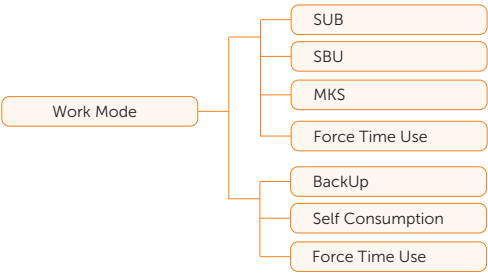 Work Mode
SUB
SBU
MKS
Force Time Use
BackUp
Self Consumption
Force Time Use